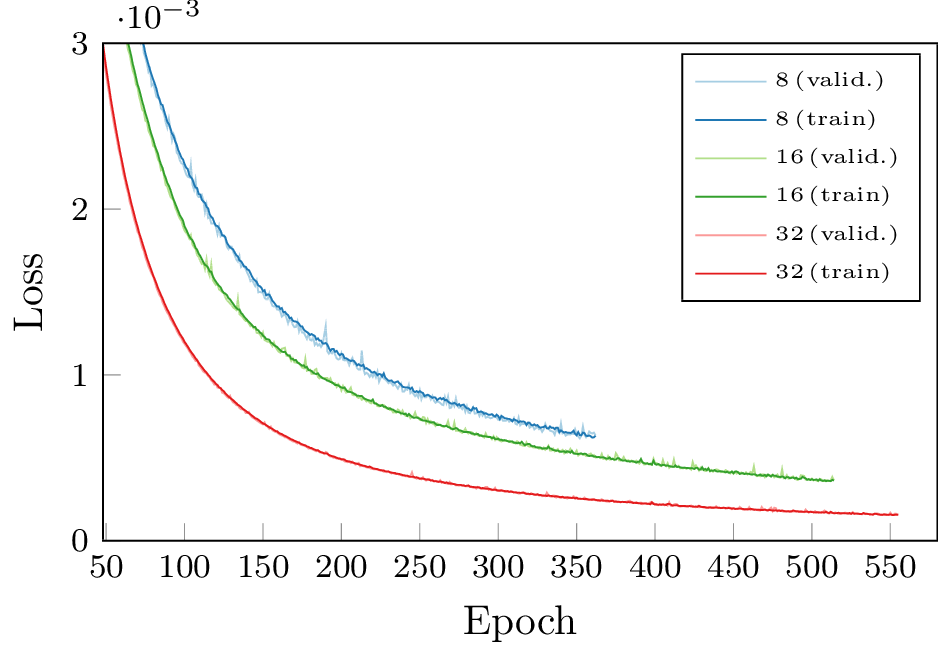 ·10⁻³
3
2
1
0
Loss
50 100 150 200 250 300 350 400 450 500 550
Epoch
8 (valid.)
8 (train)
16 (valid.)
16 (train)
32 (valid.)
32 (train)